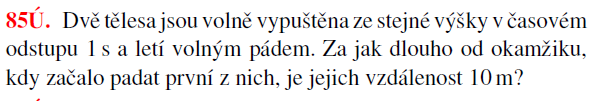 85Ú. Dvě tělesa jsou volně vypuštěna ze stejné výšky v časovém
odstupu 1 s a letí volným pádem. Za jak dlouho od okamžiku,
kdy začalo padat první z nich, je jejich vzdálenost 10 m?